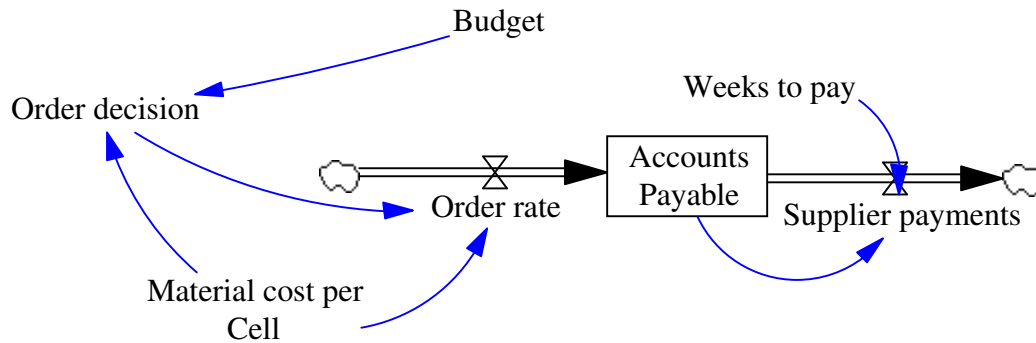 Budget
Weeks to pay
Order decision
Accounts
Payable
Order rate
Supplier payments
Material cost per
Cell